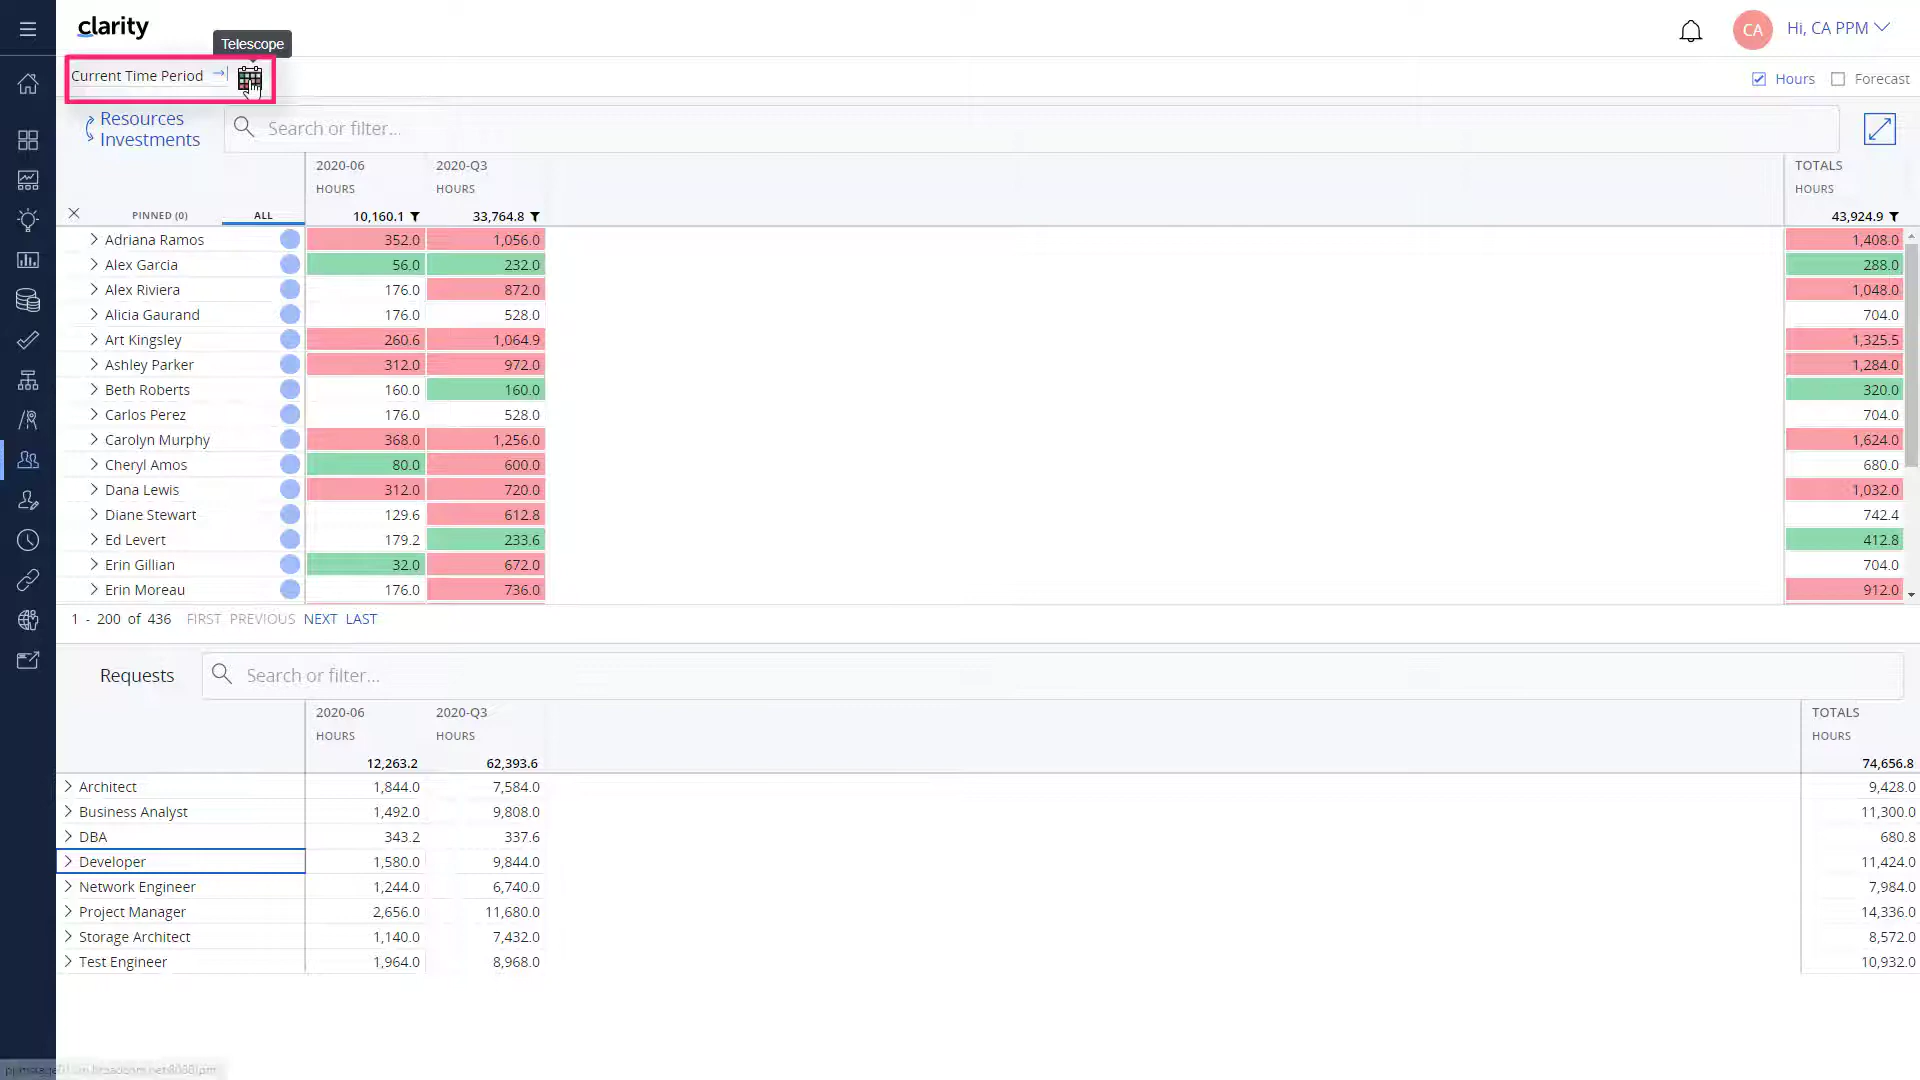 clarity
Telescope
CA Hi, CA PPM
Current Time Period
Hours Forecast
Resources
Investments
Search or filter...
2020-06 2020-Q3 TOTALS
HOURS HOURS HOURS
PINNED (0) ALL 10,160.1 33,764.8 43,924.9
Adriana Ramos 352.0 1,056.0 1,408.0
Alex Garcia 56.0 232.0 288.0
Alex Riviera 176.0 872.0 1,048.0
Alicia Gaurand 176.0 528.0 704.0
Art Kingsley 260.6 1,064.9 1,325.5
Ashley Parker 312.0 972.0 1,284.0
Beth Roberts 160.0 160.0 320.0
Carlos Perez 176.0 528.0 704.0
Carolyn Murphy 368.0 1,256.0 1,624.0
Cheryl Amos 80.0 600.0 680.0
Dana Lewis 312.0 720.0 1,032.0
Diane Stewart 129.6 612.8 742.4
Ed Levert 179.2 233.6 412.8
Erin Gillian 32.0 672.0 704.0
Erin Moreau 176.0 736.0 912.0
1 - 200 of 436 FIRST PREVIOUS NEXT LAST
Requests Search or filter...
2020-06 2020-Q3 TOTALS
HOURS HOURS HOURS
12,263.2 62,393.6 74,656.8
Architect 1,844.0 7,584.0 9,428.0
Business Analyst 1,492.0 9,808.0 11,300.0
DBA 343.2 337.6 680.8
Developer 1,580.0 9,844.0 11,424.0
Network Engineer 1,244.0 6,740.0 7,984.0
Project Manager 2,656.0 11,680.0 14,336.0
Storage Architect 1,140.0 7,432.0 8,572.0
Test Engineer 1,964.0 8,968.0 10,932.0